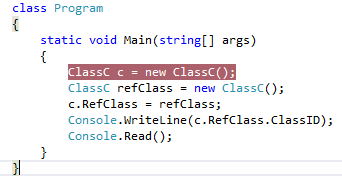 class Program
{
static void Main(string[] args)
{
ClassC c = new ClassC();
ClassC refClass = new ClassC();
c.RefClass = refClass;
Console.WriteLine(c.RefClass.ClassID);
Console.Read();
}
}